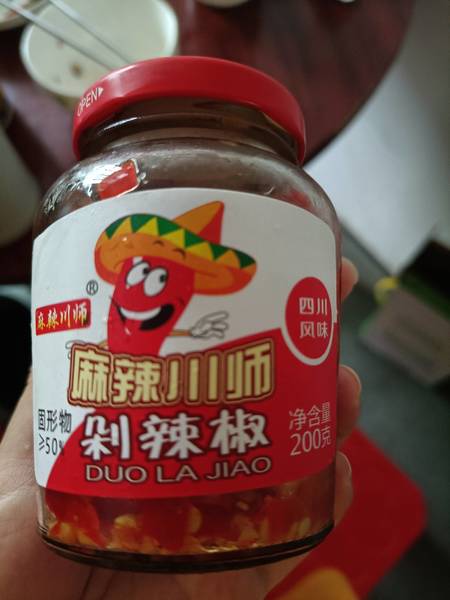 OPEN
®
麻辣川师
四川
风味
麻辣川师
固形物
≥50%
剁辣椒
净含量
200克
DUO LA JIAO